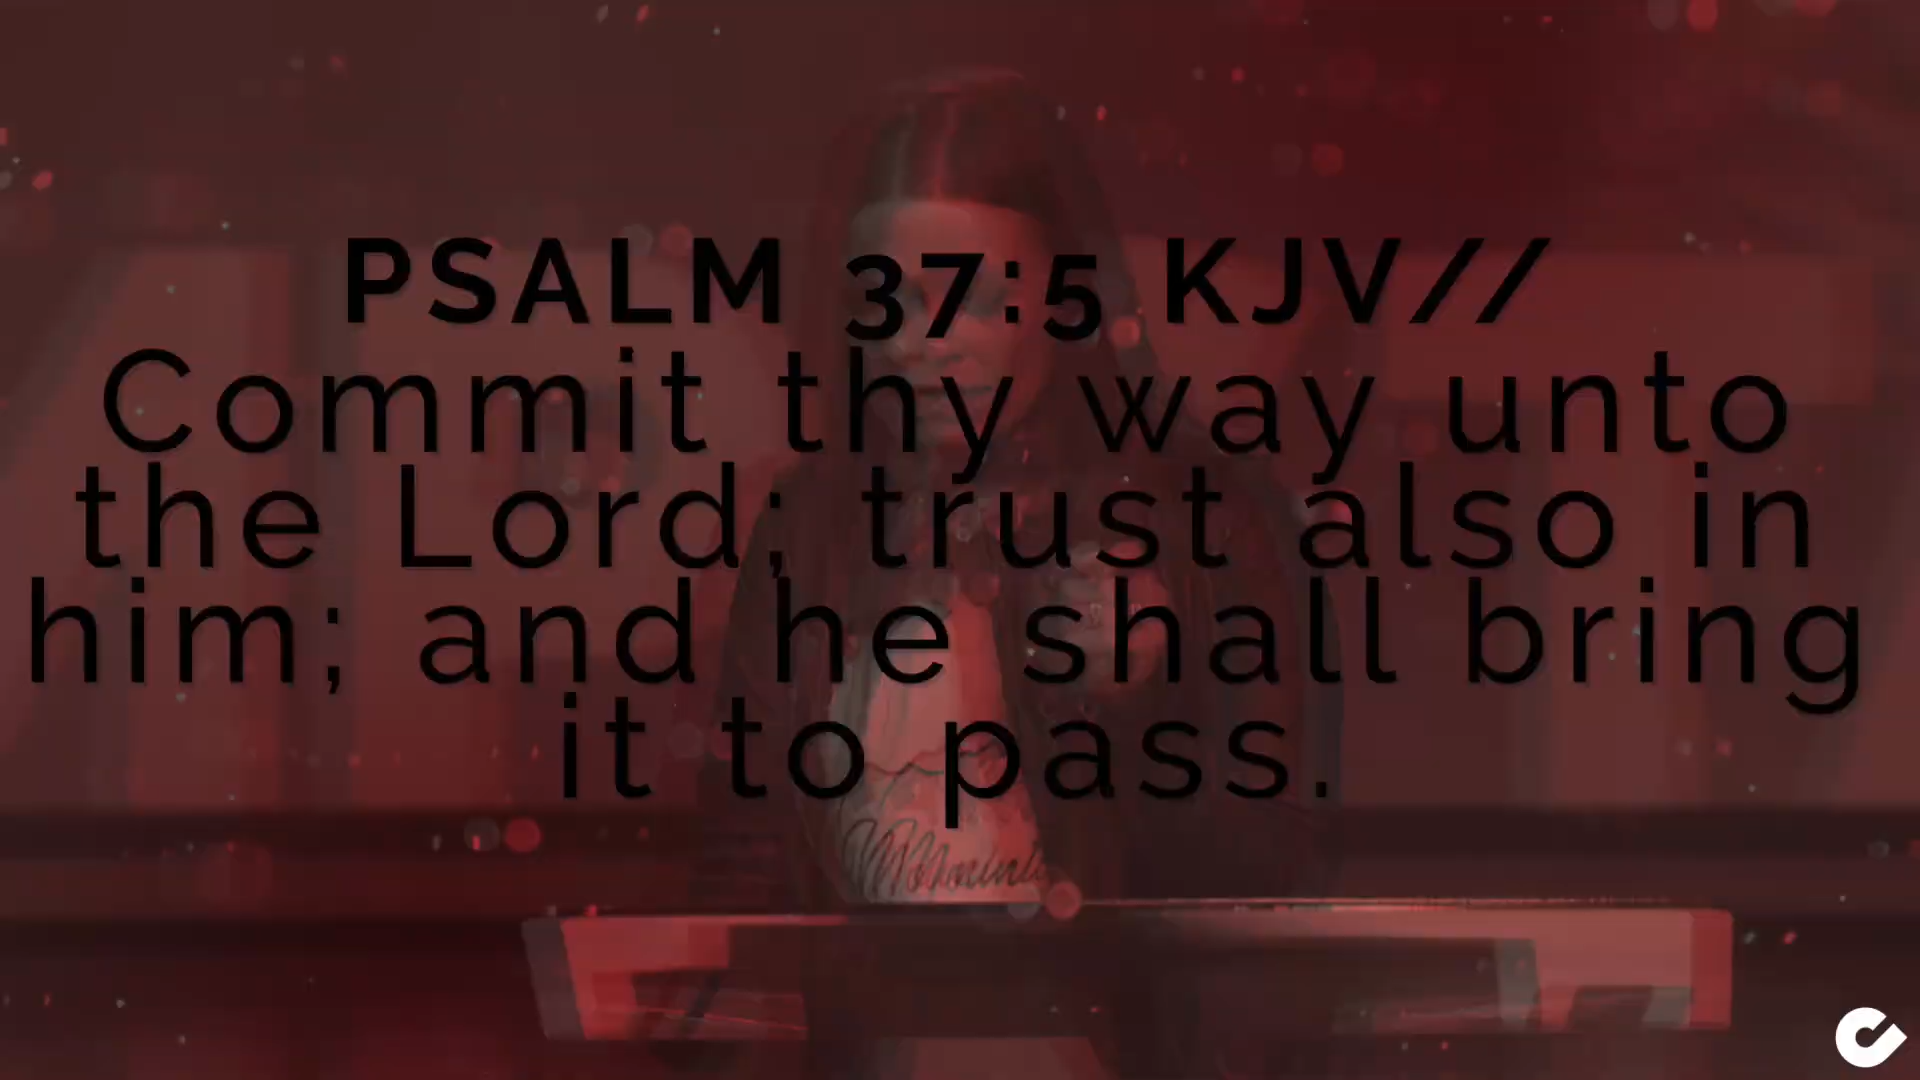 PSALM 37:5 KJV//
Commit thy way unto
the Lord; trust also in
him; and he shall bring
it to pass.